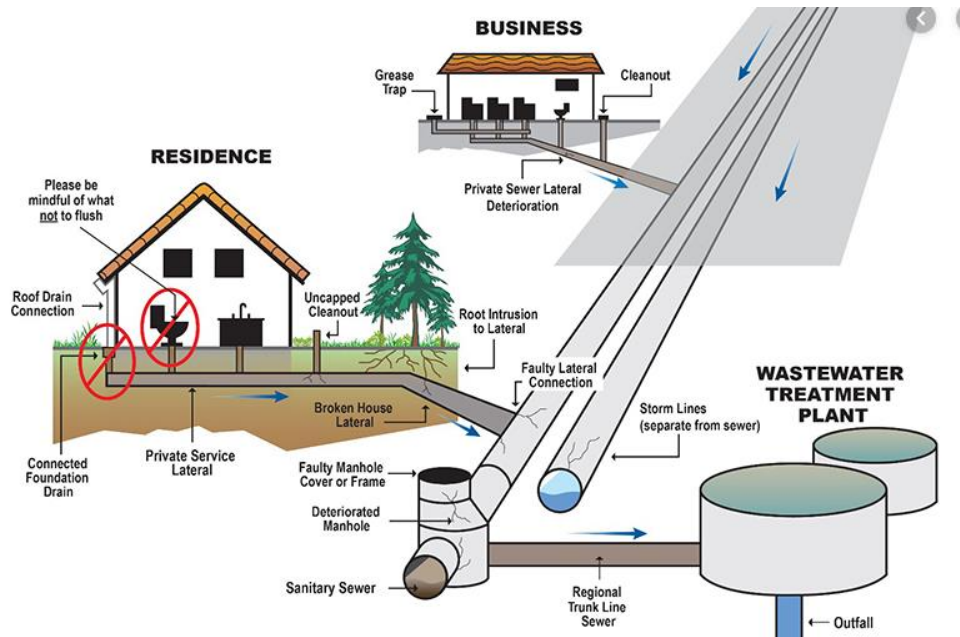 BUSINESS
Grease
Trap
Cleanout
Private Sewer Lateral
Deterioration
RESIDENCE
Please be
mindful of what
not to flush
Roof Drain
Connection
Uncapped
Cleanout
Root Intrusion
to Lateral
Faulty Lateral
Connection
Broken House
Lateral
Private Service
Lateral
Connected
Foundation
Drain
Storm Lines
(separate from sewer)
WASTEWATER
TREATMENT
PLANT
Faulty Manhole
Cover or Frame
Deteriorated
Manhole
Sanitary Sewer
Regional
Trunk Line
Sewer
Outfall